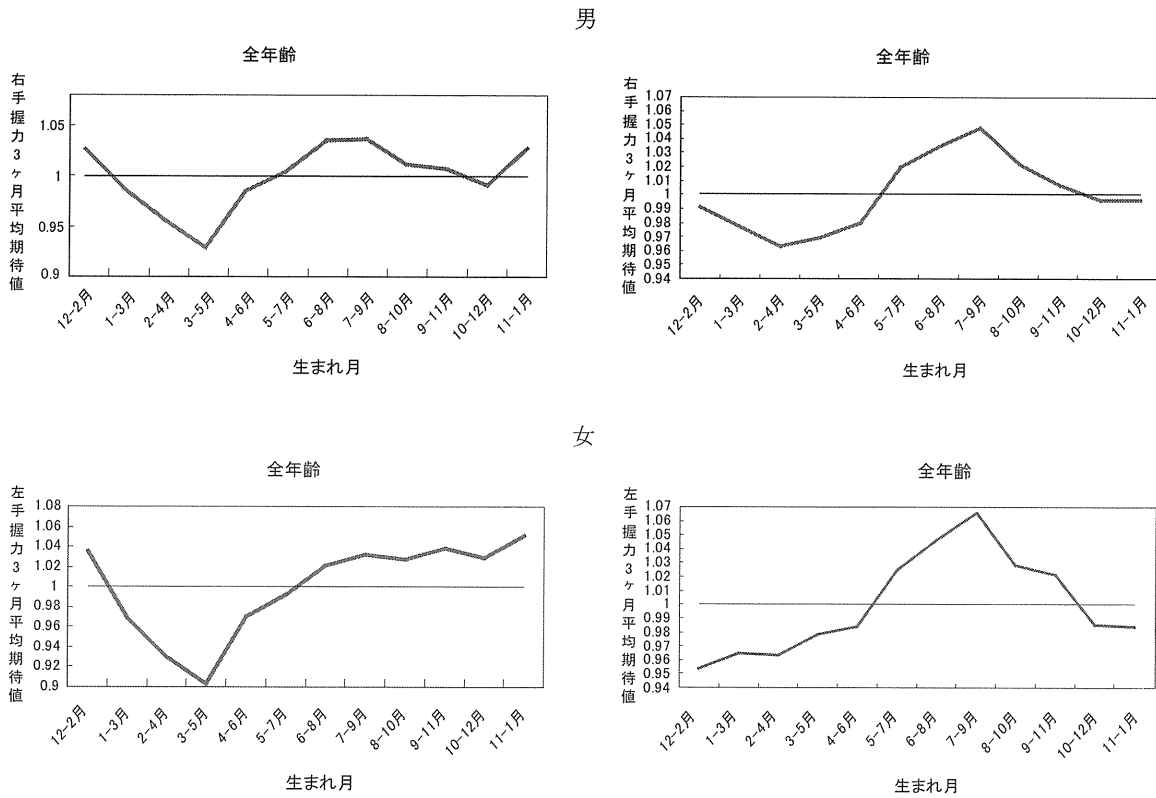 男
全年齢
右手握力3ヶ月平均期待値
1.05
1
0.95
0.9
12-2月
1-3月
2-4月
3-5月
4-6月
5-7月
6-8月
7-9月
8-10月
9-11月
10-12月
11-1月
生まれ月
全年齢
右手握力3ヶ月平均期待値
1.07
1.06
1.05
1.04
1.03
1.02
1.01
1
0.99
0.98
0.97
0.96
0.95
0.94
12-2月
1-3月
2-4月
3-5月
4-6月
5-7月
6-8月
7-9月
8-10月
9-11月
10-12月
11-1月
生まれ月
女
全年齢
左手握力3ヶ月平均期待値
1.08
1.06
1.04
1.02
1
0.98
0.96
0.94
0.92
0.9
12-2月
1-3月
2-4月
3-5月
4-6月
5-7月
6-8月
7-9月
8-10月
9-11月
10-12月
11-1月
生まれ月
全年齢
左手握力3ヶ月平均期待値
1.07
1.06
1.05
1.04
1.03
1.02
1.01
1
0.99
0.98
0.97
0.96
0.95
0.94
12-2月
1-3月
2-4月
3-5月
4-6月
5-7月
6-8月
7-9月
8-10月
9-11月
10-12月
11-1月
生まれ月